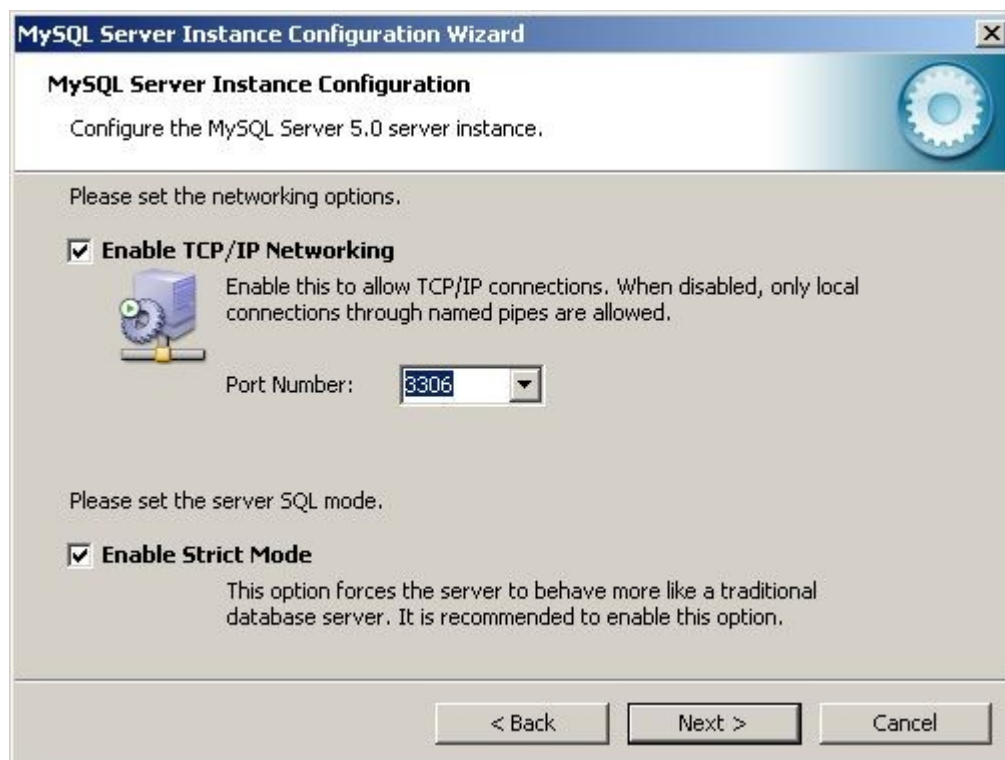 MySQL Server Instance Configuration Wizard
MySQL Server Instance Configuration
Configure the MySQL Server 5.0 server instance.
Please set the networking options.
Enable TCP/IP Networking
Enable this to allow TCP/IP connections. When disabled, only local
connections through named pipes are allowed.
Port Number: 3306
Please set the server SQL mode.
Enable Strict Mode
This option forces the server to behave more like a traditional
database server. It is recommended to enable this option.
< Back Next > Cancel